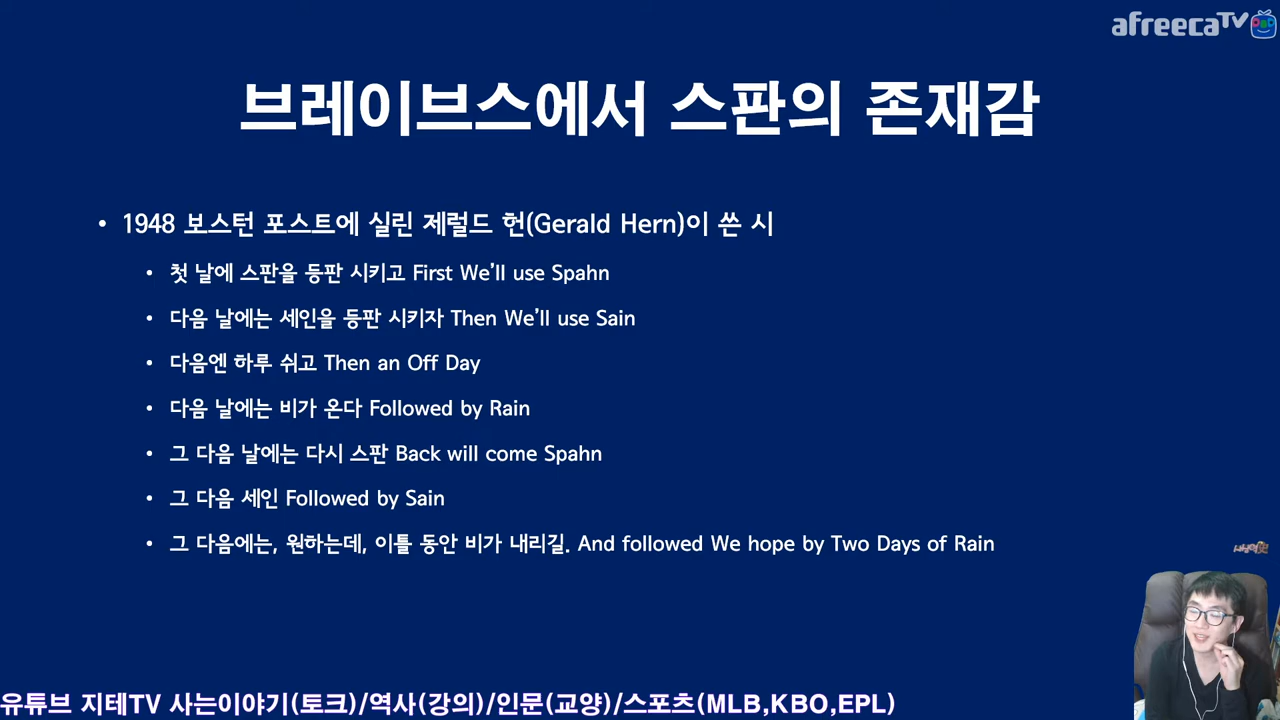 afreecaTV
브레이브스에서 스판의 존재감
• 1948 보스턴 포스트에 실린 제럴드 헌(Gerald Hern)이 쓴 시
• 첫 날에 스판을 등판 시키고 First We'll use Spahn
• 다음 날에는 세인을 등판 시키자 Then We'll use Sain
• 다음엔 하루 쉬고 Then an Off Day
• 다음 날에는 비가 온다 Followed by Rain
• 그 다음 날에는 다시 스판 Back will come Spahn
• 그 다음 세인 Followed by Sain
• 그 다음에는, 원하는데, 이틀 동안 비가 내리길. And followed We hope by Two Days of Rain
유튜브 지테TV 사는이야기(토크)/역사(강의)/인문(교양)/스포츠(MLB,KBO,EPL)